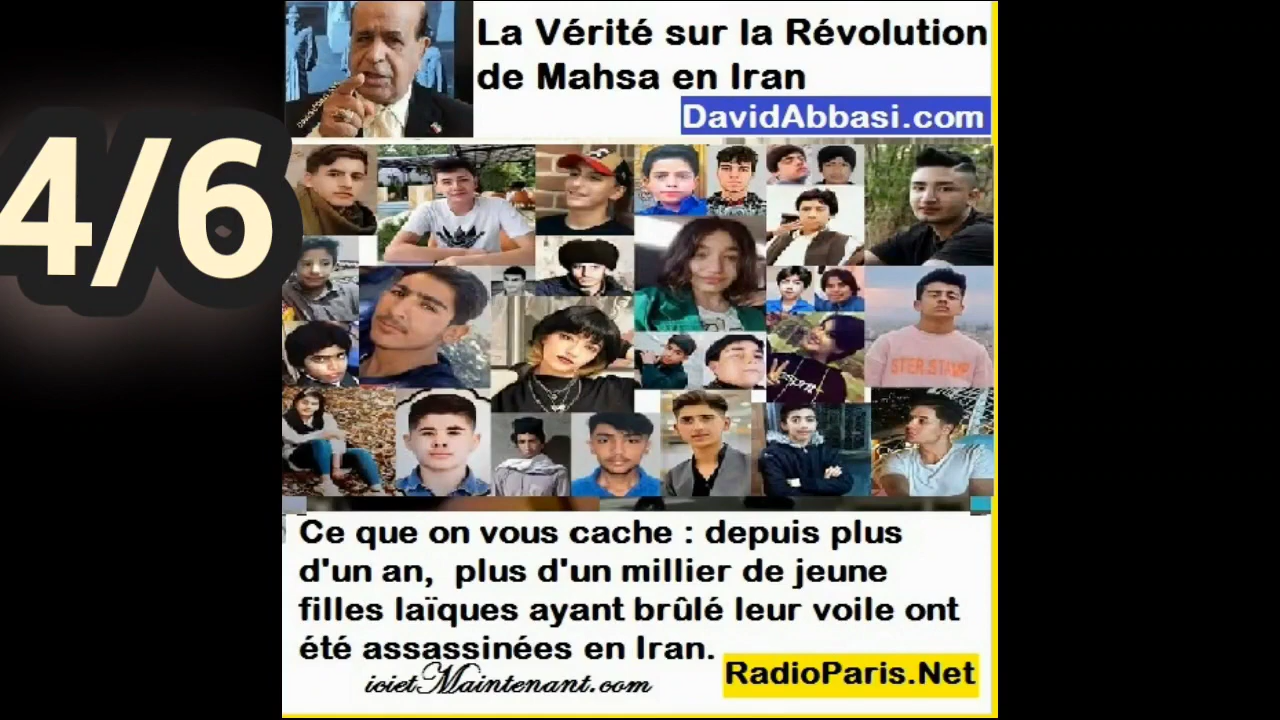 4/6
La Vérité sur la Révolution
de Mahsa en Iran
DavidAbbasi.com
STER.STAMP
Ce que on vous cache : depuis plus
d'un an, plus d'un millier de jeune
filles laïques ayant brûlé leur voile ont
été assassinées en Iran.
icietMaintenant.com
RadioParis.Net